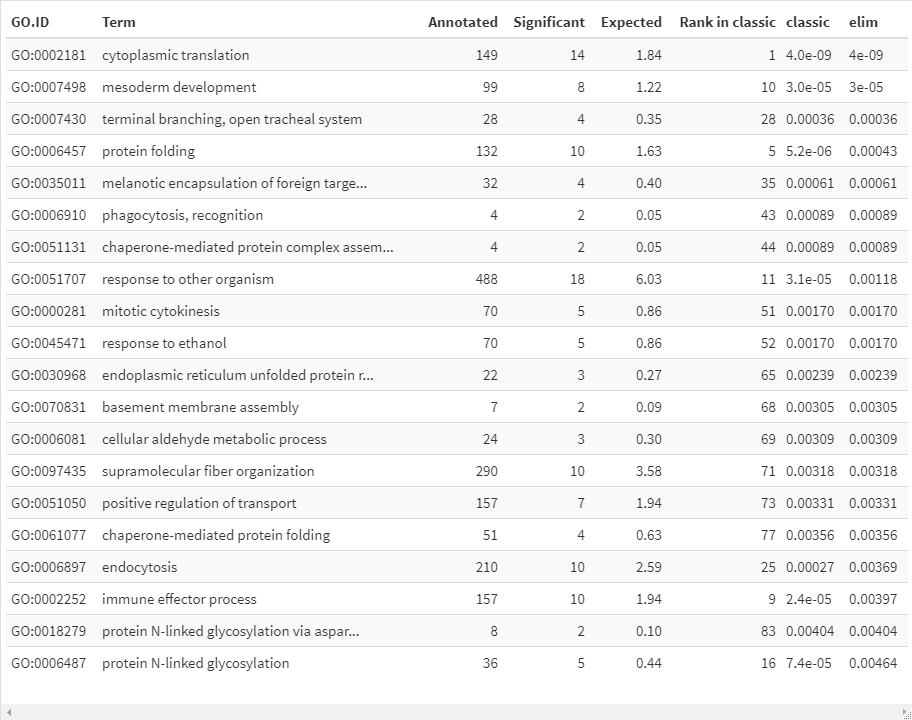 GO.ID Term Annotated Significant Expected Rank in classic classic elim
GO:0002181 cytoplasmic translation 149 14 1.84 1 4.0e-09 4e-09
GO:0007498 mesoderm development 99 8 1.22 10 3.0e-05 3e-05
GO:0007430 terminal branching, open tracheal system 28 4 0.35 28 0.00036 0.00036
GO:0006457 protein folding 132 10 1.63 5 5.2e-06 0.00043
GO:0035011 melanotic encapsulation of foreign targe... 32 4 0.40 35 0.00061 0.00061
GO:0006910 phagocytosis, recognition 4 2 0.05 43 0.00089 0.00089
GO:0051131 chaperone-mediated protein complex assem... 4 2 0.05 44 0.00089 0.00089
GO:0051707 response to other organism 488 18 6.03 11 3.1e-05 0.00118
GO:0000281 mitotic cytokinesis 70 5 0.86 51 0.00170 0.00170
GO:0045471 response to ethanol 70 5 0.86 52 0.00170 0.00170
GO:0030968 endoplasmic reticulum unfolded protein r... 22 3 0.27 65 0.00239 0.00239
GO:0070831 basement membrane assembly 7 2 0.09 68 0.00305 0.00305
GO:0006081 cellular aldehyde metabolic process 24 3 0.30 69 0.00309 0.00309
GO:0097435 supramolecular fiber organization 290 10 3.58 71 0.00318 0.00318
GO:0051050 positive regulation of transport 157 7 1.94 73 0.00331 0.00331
GO:0061077 chaperone-mediated protein folding 51 4 0.63 77 0.00356 0.00356
GO:0006897 endocytosis 210 10 2.59 25 0.00027 0.00369
GO:0002252 immune effector process 157 10 1.94 9 2.4e-05 0.00397
GO:0018279 protein N-linked glycosylation via aspar... 8 2 0.10 83 0.00404 0.00404
GO:0006487 protein N-linked glycosylation 36 5 0.44 16 7.4e-05 0.00464